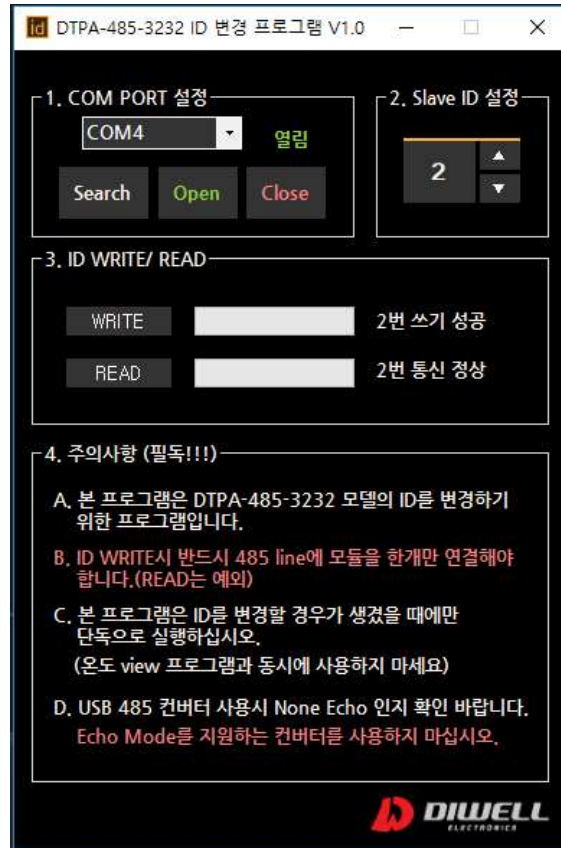 id DTPA-485-3232 ID 변경 프로그램 V1.0
1. COM PORT 설정
COM4
열림
Search Open Close
2. Slave ID 설정
2
3. ID WRITE/ READ
WRITE 2번 쓰기 성공
READ 2번 통신 정상
4. 주의사항 (필독!!!)
A. 본 프로그램은 DTPA-485-3232 모델의 ID를 변경하기
위한 프로그램입니다.
B. ID WRITE시 반드시 485 line에 모듈을 한개만 연결해야
합니다.(READ는 예외)
C. 본 프로그램은 ID를 변경할 경우가 생겼을 때에만
단독으로 실행하십시오.
(온도 view 프로그램과 동시에 사용하지 마세요)
D. USB 485 컨버터 사용시 None Echo 인지 확인 바랍니다.
Echo Mode를 지원하는 컨버터를 사용하지 마십시오.
DIWELL
ELECTRONICS